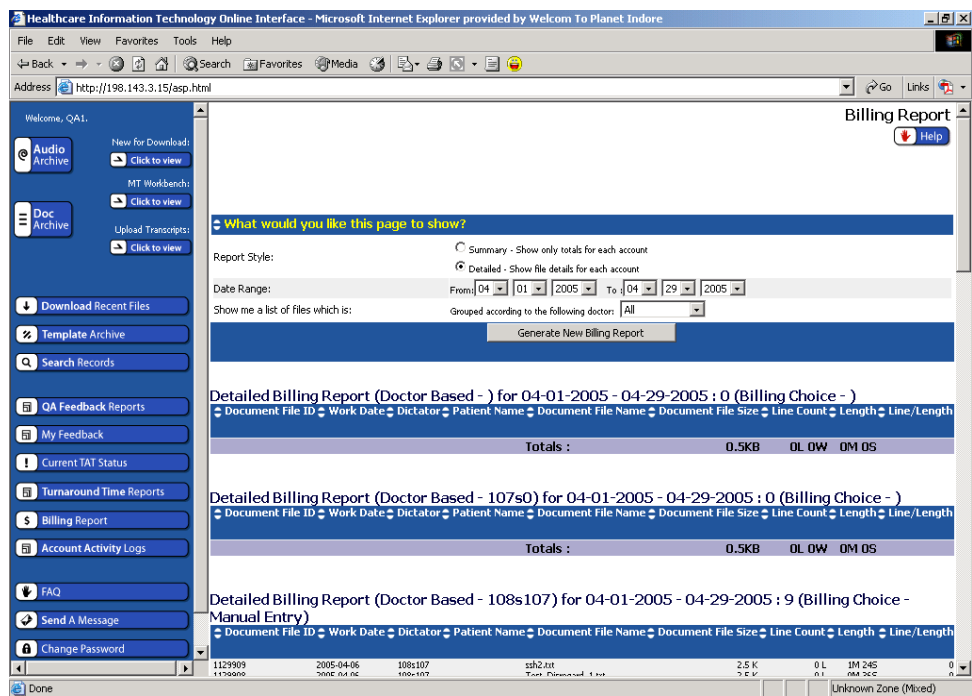 Healthcare Information Technology Online Interface - Microsoft Internet Explorer provided by Welcom To Planet Indore
File Edit View Favorites Tools Help
Back Search Favorites Media
Address http://198.143.3.15/asp.html Go Links
Welcome, QA1.
Audio Archive
New for Download:
Click to view
MT Workbench:
Click to view
Doc Archive
Upload Transcripts:
Click to view
Download Recent Files
Template Archive
Search Records
QA Feedback Reports
My Feedback
Current TAT Status
Turnaround Time Reports
Billing Report
Account Activity Logs
FAQ
Send A Message
Change Password
Billing Report
Help
What would you like this page to show?
Report Style:
Summary - Show only totals for each account
Detailed - Show file details for each account
Date Range: From: 04 01 2005 To : 04 29 2005
Show me a list of files which is: Grouped according to the following doctor: All
Generate New Billing Report
Detailed Billing Report (Doctor Based - ) for 04-01-2005 - 04-29-2005 : 0 (Billing Choice - )
Document File ID Work Date Dictator Patient Name Document File Name Document File Size Line Count Length Line/Length
Totals : 0.5KB 0L 0W 0M 0S
Detailed Billing Report (Doctor Based - 107s0) for 04-01-2005 - 04-29-2005 : 0 (Billing Choice - )
Document File ID Work Date Dictator Patient Name Document File Name Document File Size Line Count Length Line/Length
Totals : 0.5KB 0L 0W 0M 0S
Detailed Billing Report (Doctor Based - 108s107) for 04-01-2005 - 04-29-2005 : 9 (Billing Choice -
Manual Entry)
Document File ID Work Date Dictator Patient Name Document File Name Document File Size Line Count Length Line/Length
1129909 2005-04-06 108s107 ssh2.txt 2.5 K 0 L 1M 24S 0
Done Unknown Zone (Mixed)